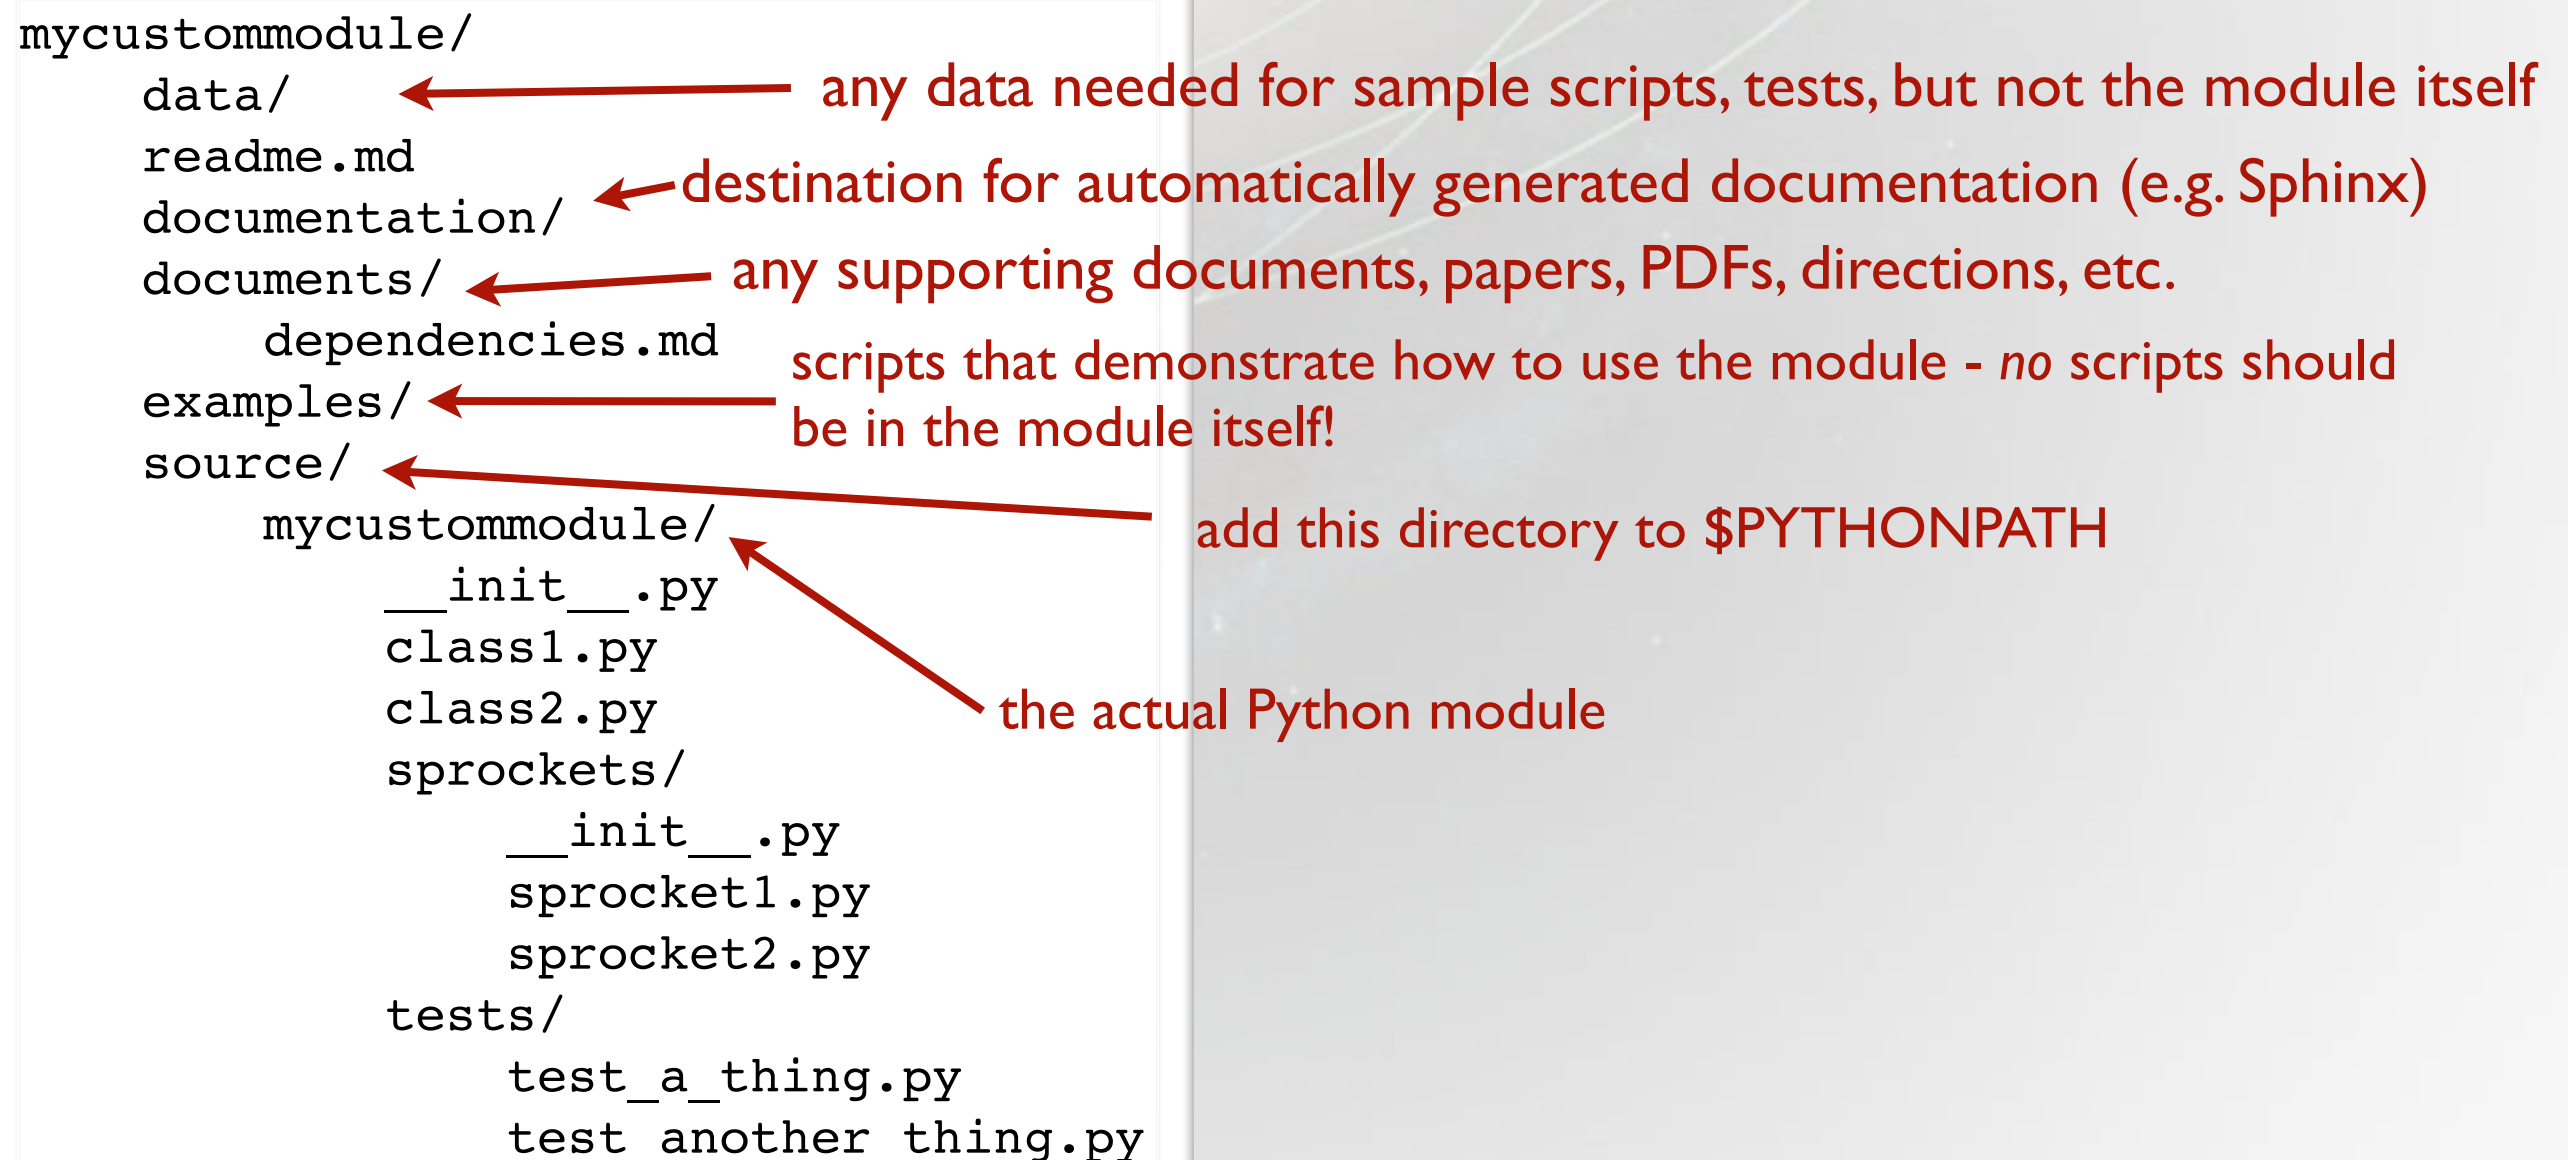 mycustommodule/
data/
any data needed for sample scripts, tests, but not the module itself
readme.md
destination for automatically generated documentation (e.g. Sphinx)
documentation/
documents/
any supporting documents, papers, PDFs, directions, etc.
dependencies.md
scripts that demonstrate how to use the module - no scripts should
be in the module itself!
examples/
source/
add this directory to $PYTHONPATH
mycustommodule/
__init__.py
class1.py
class2.py
the actual Python module
sprockets/
__init__.py
sprocket1.py
sprocket2.py
tests/
test_a_thing.py
test another thing.py